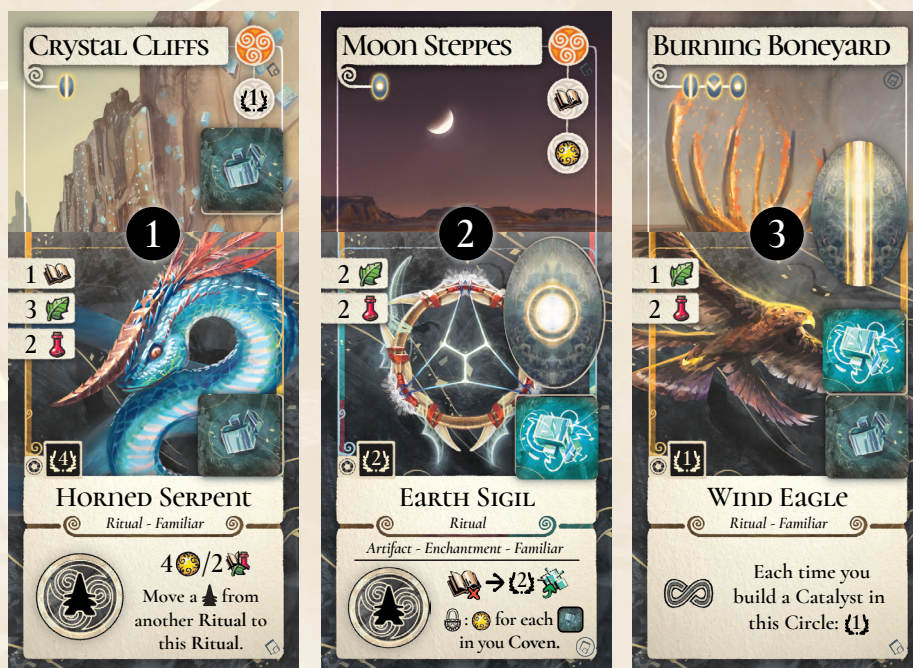 Crystal Cliffs
1
1
1
3
2
4
Horned Serpent
Ritual - Familiar
4 /2
Move a from
another Ritual to
this Ritual.
Moon Steppes
2
2
2
2
Earth Sigil
Ritual
Artifact - Enchantment - Familiar
2
: for each
in you Coven.
Burning Boneyard
3
1
2
1
Wind Eagle
Ritual - Familiar
Each time you
build a Catalyst in
this Circle: 1